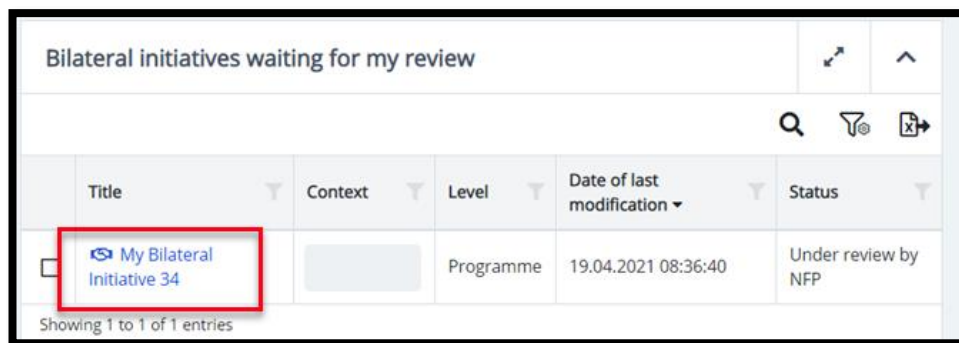 Bilateral initiatives waiting for my review
Title Context Level Date of last modification Status
My Bilateral Initiative 34 Programme 19.04.2021 08:36:40 Under review by NFP
Showing 1 to 1 of 1 entries